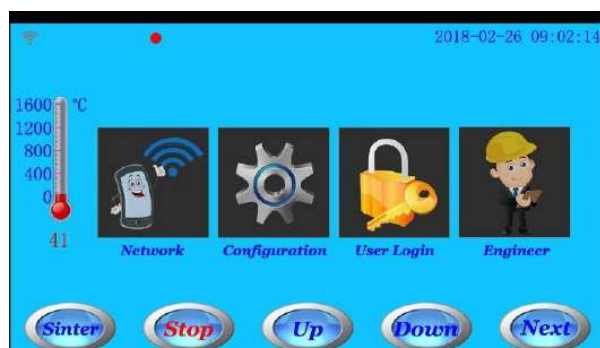 2018-02-26 09:02:14
1600 ℃
1200
800
400
0
41
Network
Configuration
User Login
Engineer
Sinter
Stop
Up
Down
Next